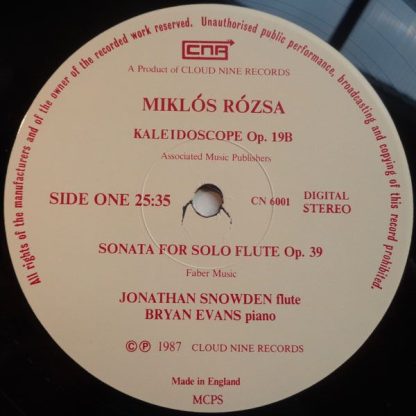 All rights of the manufacturers and of the owner of the recorded work reserved. Unauthorised public performance, broadcasting and copying of this record prohibited.
CNR
A Product of CLOUD NINE RECORDS
MIKLÓS RÓZSA
KALEIDOSCOPE Op. 19B
Associated Music Publishers
SIDE ONE 25:35
CN 6001
DIGITAL
STEREO
SONATA FOR SOLO FLUTE Op. 39
Faber Music
JONATHAN SNOWDEN flute
BRYAN EVANS piano
© ℗ 1987 CLOUD NINE RECORDS
Made in England
MCPS